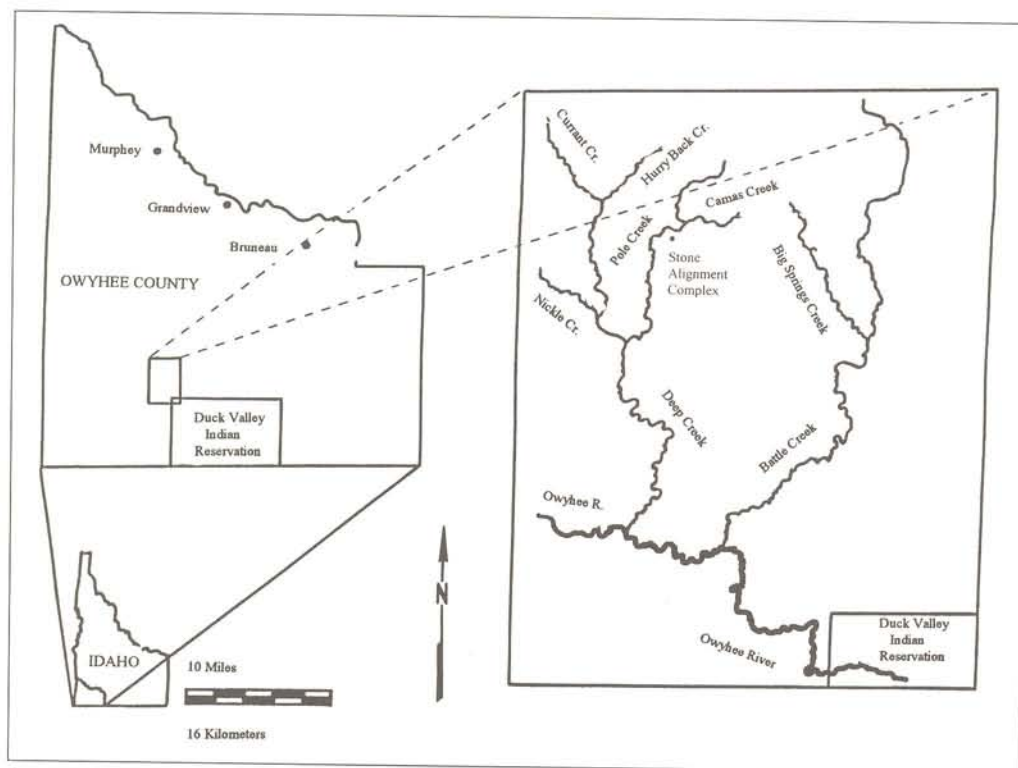 Murphey
Grandview
Bruneau
OWYHEE COUNTY
Duck Valley
Indian
Reservation
IDAHO
10 Miles
16 Kilometers
N
Currant Cr.
Hurry Back Cr.
Camas Creek
Pole Creek
Stone
Alignment
Complex
Big Springs Creek
Nickle Cr.
Deep Creek
Battle Creek
Owyhee R.
Owyhee River
Duck Valley
Indian
Reservation